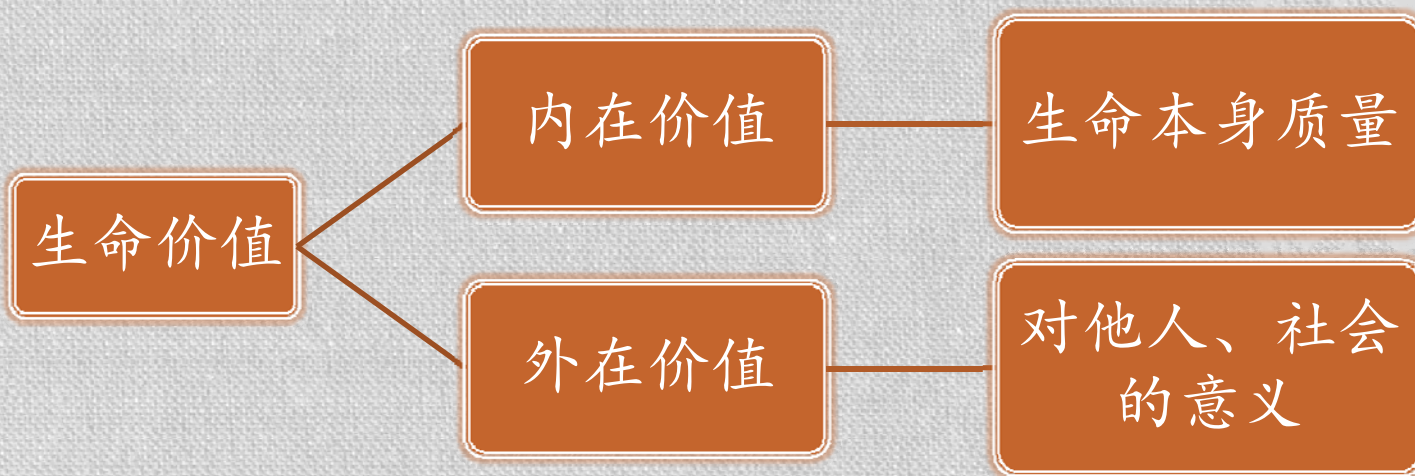 生命价值
内在价值
生命本身质量
外在价值
对他人、社会
的意义